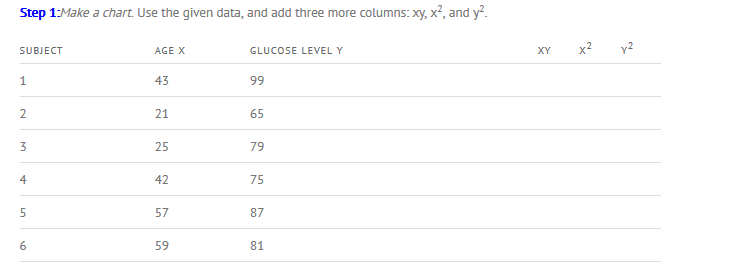 Step 1:Make a chart. Use the given data, and add three more columns: xy, x², and y².
SUBJECT AGE X GLUCOSE LEVEL Y XY X² Y²
1 43 99
2 21 65
3 25 79
4 42 75
5 57 87
6 59 81